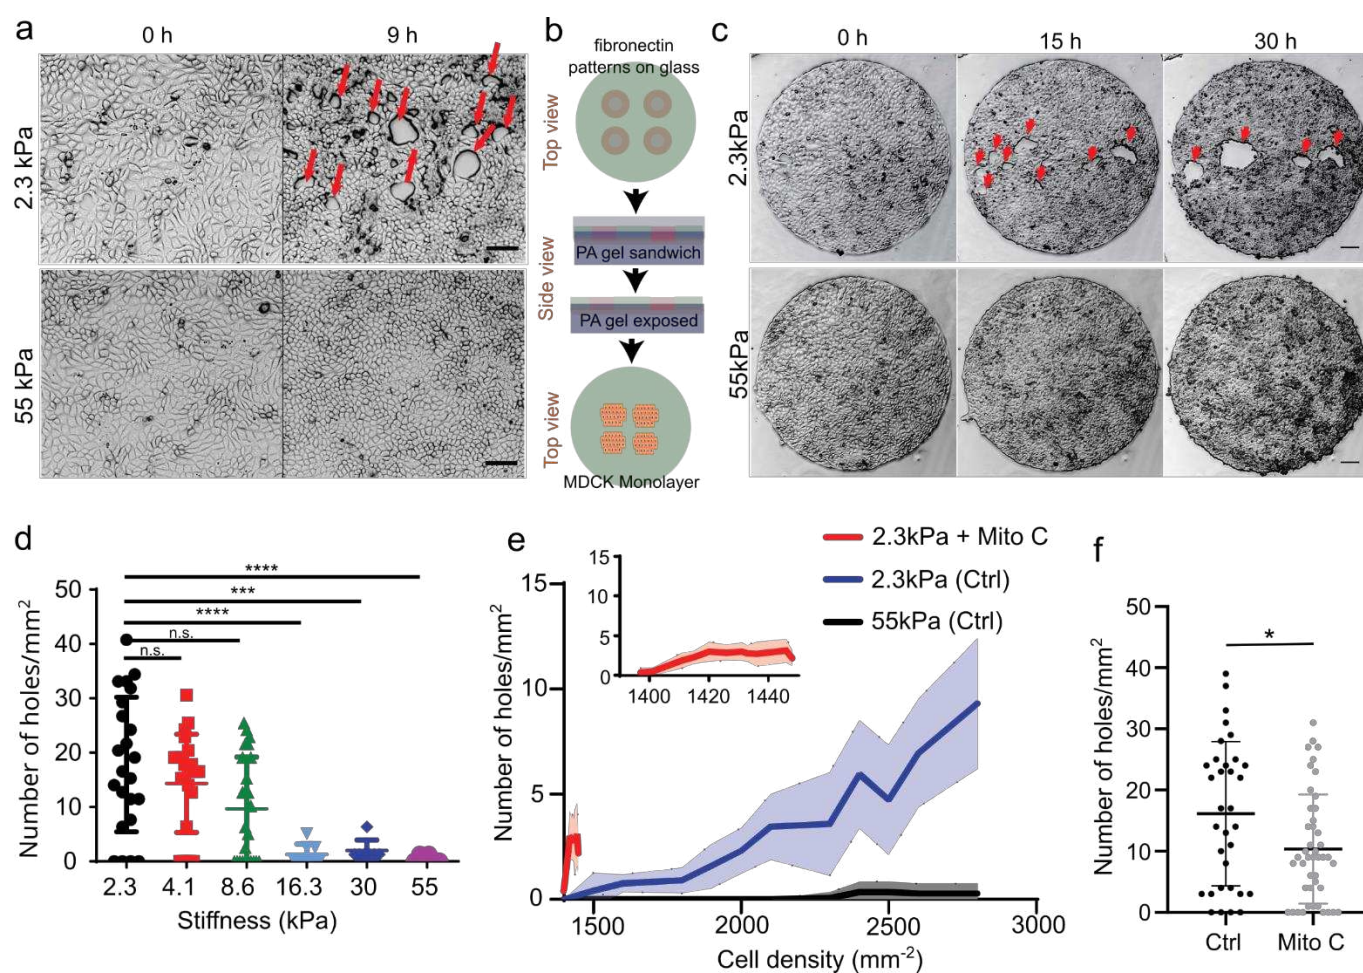 a
0 h
9 h
2.3 kPa
55 kPa
b
fibronectin
patterns on glass
Top view
Side view
PA gel sandwich
PA gel exposed
Top view
MDCK Monolayer
c
0 h
15 h
30 h
2.3kPa
55kPa
d
****
***
****
n.s.
n.s.
50
40
30
20
10
0
Number of holes/mm²
2.3 4.1 8.6 16.3 30 55
Stiffness (kPa)
e
2.3kPa + Mito C
2.3kPa (Ctrl)
55kPa (Ctrl)
15
10
5
0
1400 1420 1440
15
10
5
0
Number of holes/mm²
1500 2000 2500 3000
Cell density (mm⁻²)
f
*
50
40
30
20
10
0
Number of holes/mm²
Ctrl Mito C